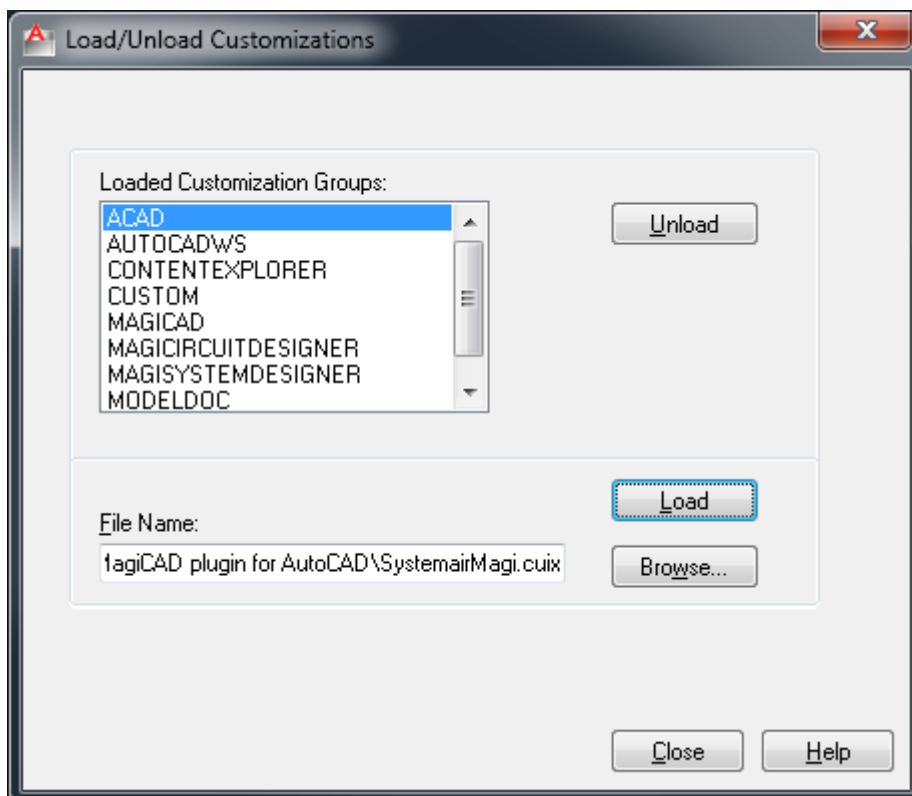 Load/Unload Customizations
Loaded Customization Groups:
ACAD
AUTOCADWS
CONTENTEXPLORER
CUSTOM
MAGICAD
MAGICIRCUITDESIGNER
MAGISYSTEMDESIGNER
MODELDOC
Unload
Load
File Name:
plugin for AutoCAD\SystemairMagi.cuix
Browse...
Close Help